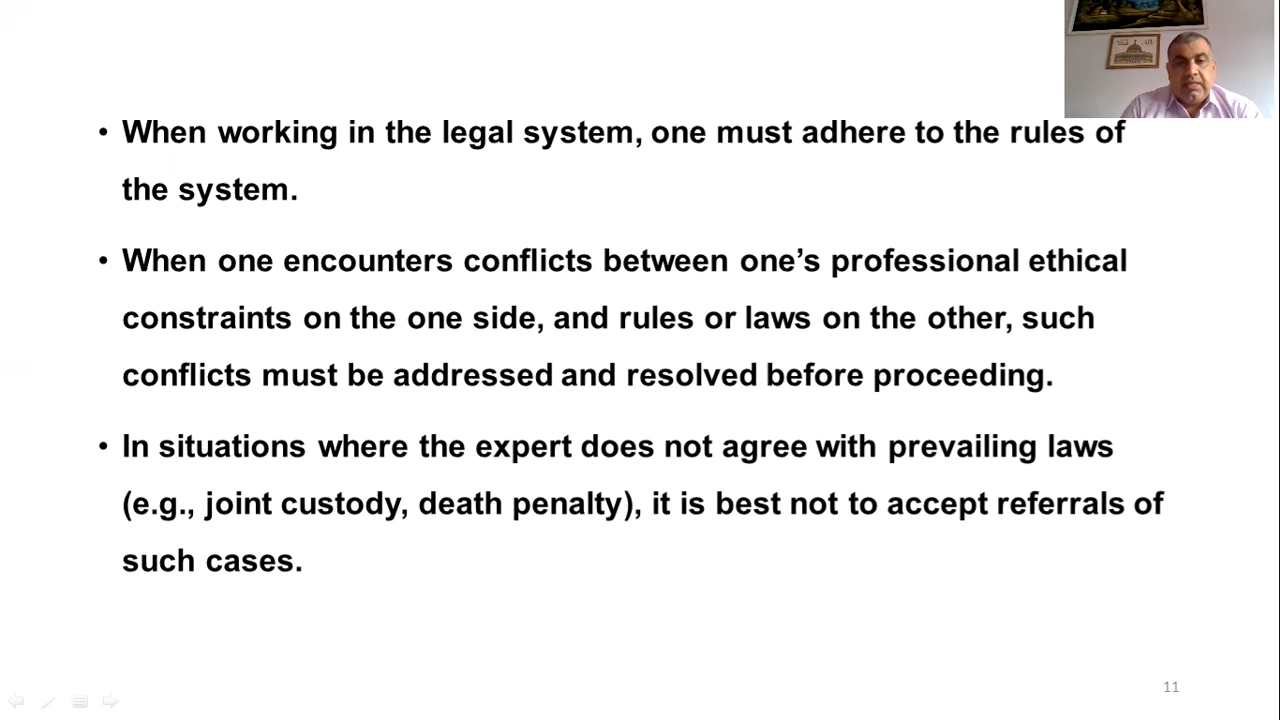 • When working in the legal system, one must adhere to the rules of
the system.
• When one encounters conflicts between one’s professional ethical
constraints on the one side, and rules or laws on the other, such
conflicts must be addressed and resolved before proceeding.
• In situations where the expert does not agree with prevailing laws
(e.g., joint custody, death penalty), it is best not to accept referrals of
such cases.
11